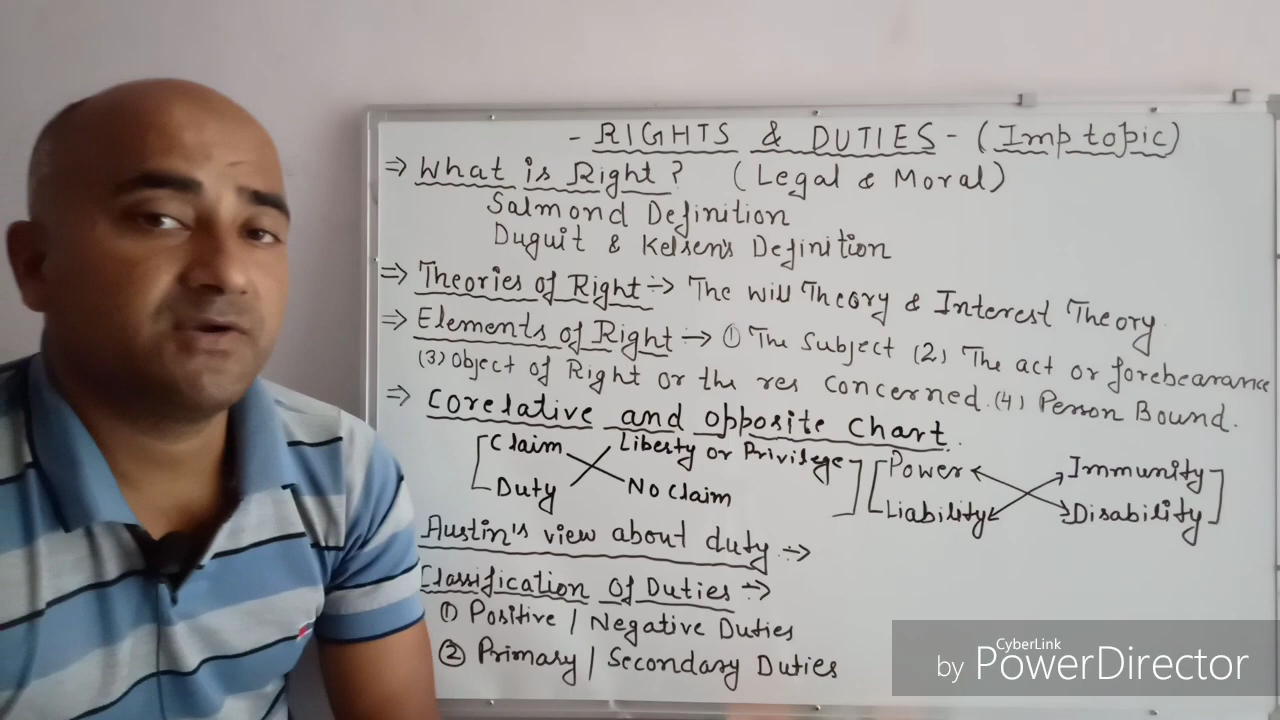 - RIGHTS & DUTIES - (Imp topic)
⇒ What is Right? (Legal & Moral)
Salmond Definition
Duguit & Kelsen's Definition
⇒ Theories of Right → The Will Theory & Interest Theory.
⇒ Elements of Right → ① The Subject (2) The act or forebearance
(3) Object of Right or the res concerned. (4) Person Bound.
⇒ Corelative and opposite Chart.
Claim Liberty or Privilege Power Immunity
Duty No Claim Liability Disability
Austin's view about duty →
Classification Of Duties →
① Positive / Negative Duties
② Primary / Secondary Duties
CyberLink
by PowerDirector